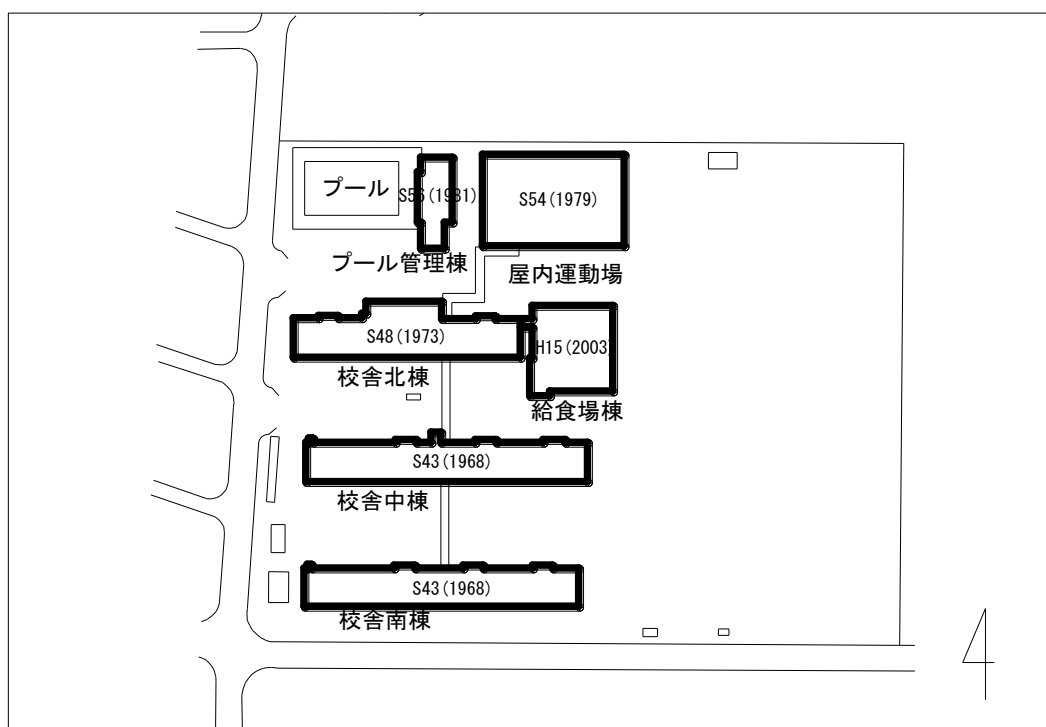 プール
S56(1981)
S54(1979)
プール管理棟
屋内運動場
S48(1973)
H15(2003)
校舎北棟
給食場棟
S43(1968)
校舎中棟
S43(1968)
校舎南棟